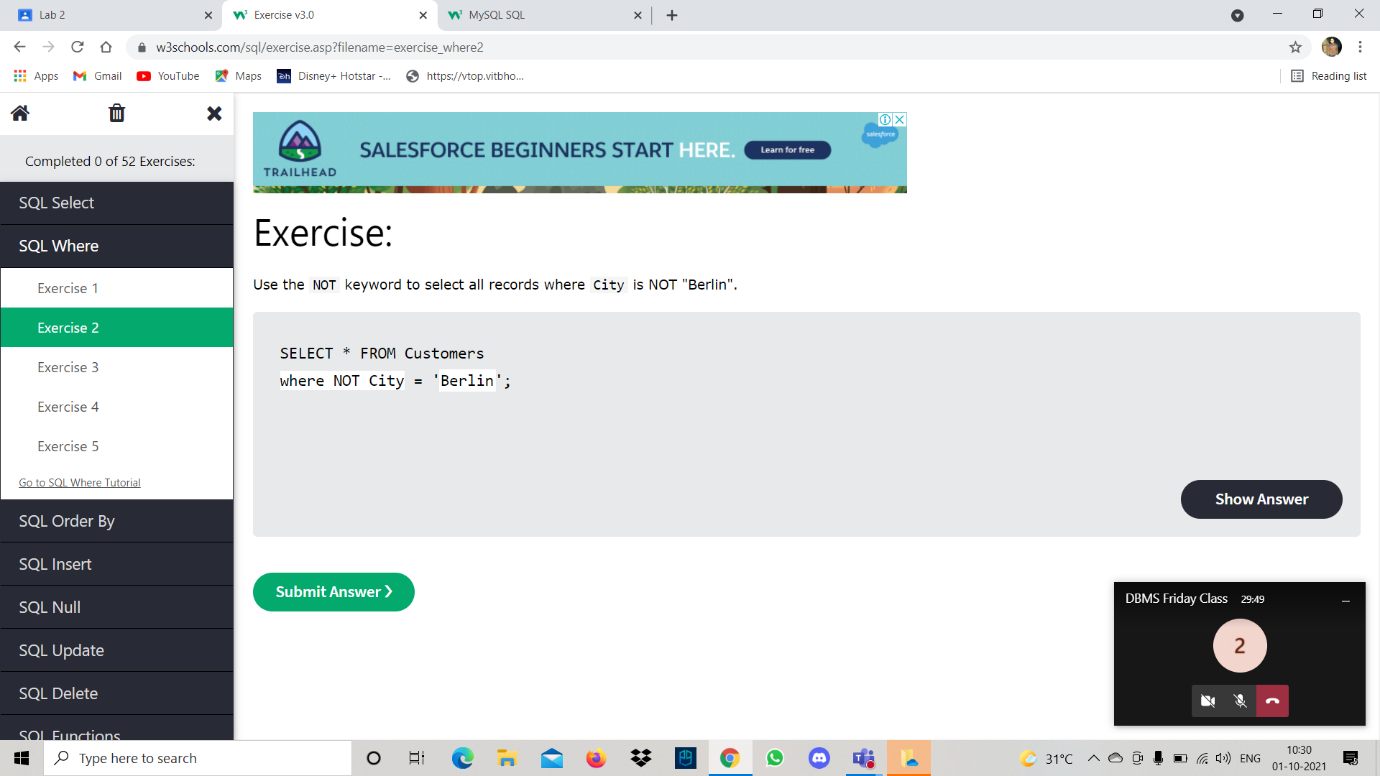 Lab 2
Exercise v3.0
MySQL SQL
w3schools.com/sql/exercise.asp?filename=exercise_where2
Apps
Gmail
YouTube
Maps
Disney+ Hotstar -...
https://vtop.vitbho...
Reading list
Completed 0 of 52 Exercises:
SQL Select
SQL Where
Exercise 1
Exercise 2
Exercise 3
Exercise 4
Exercise 5
Go to SQL Where Tutorial
SQL Order By
SQL Insert
SQL Null
SQL Update
SQL Delete
SQL Functions
TRAILHEAD
SALESFORCE BEGINNERS START HERE.
Learn for free
salesforce
Exercise:
Use the NOT keyword to select all records where City is NOT "Berlin".
SELECT * FROM Customers
where NOT City = 'Berlin';
Show Answer
Submit Answer ❯
DBMS Friday Class 29:49
2
Type here to search
31°C
ENG
10:30
01-10-2021